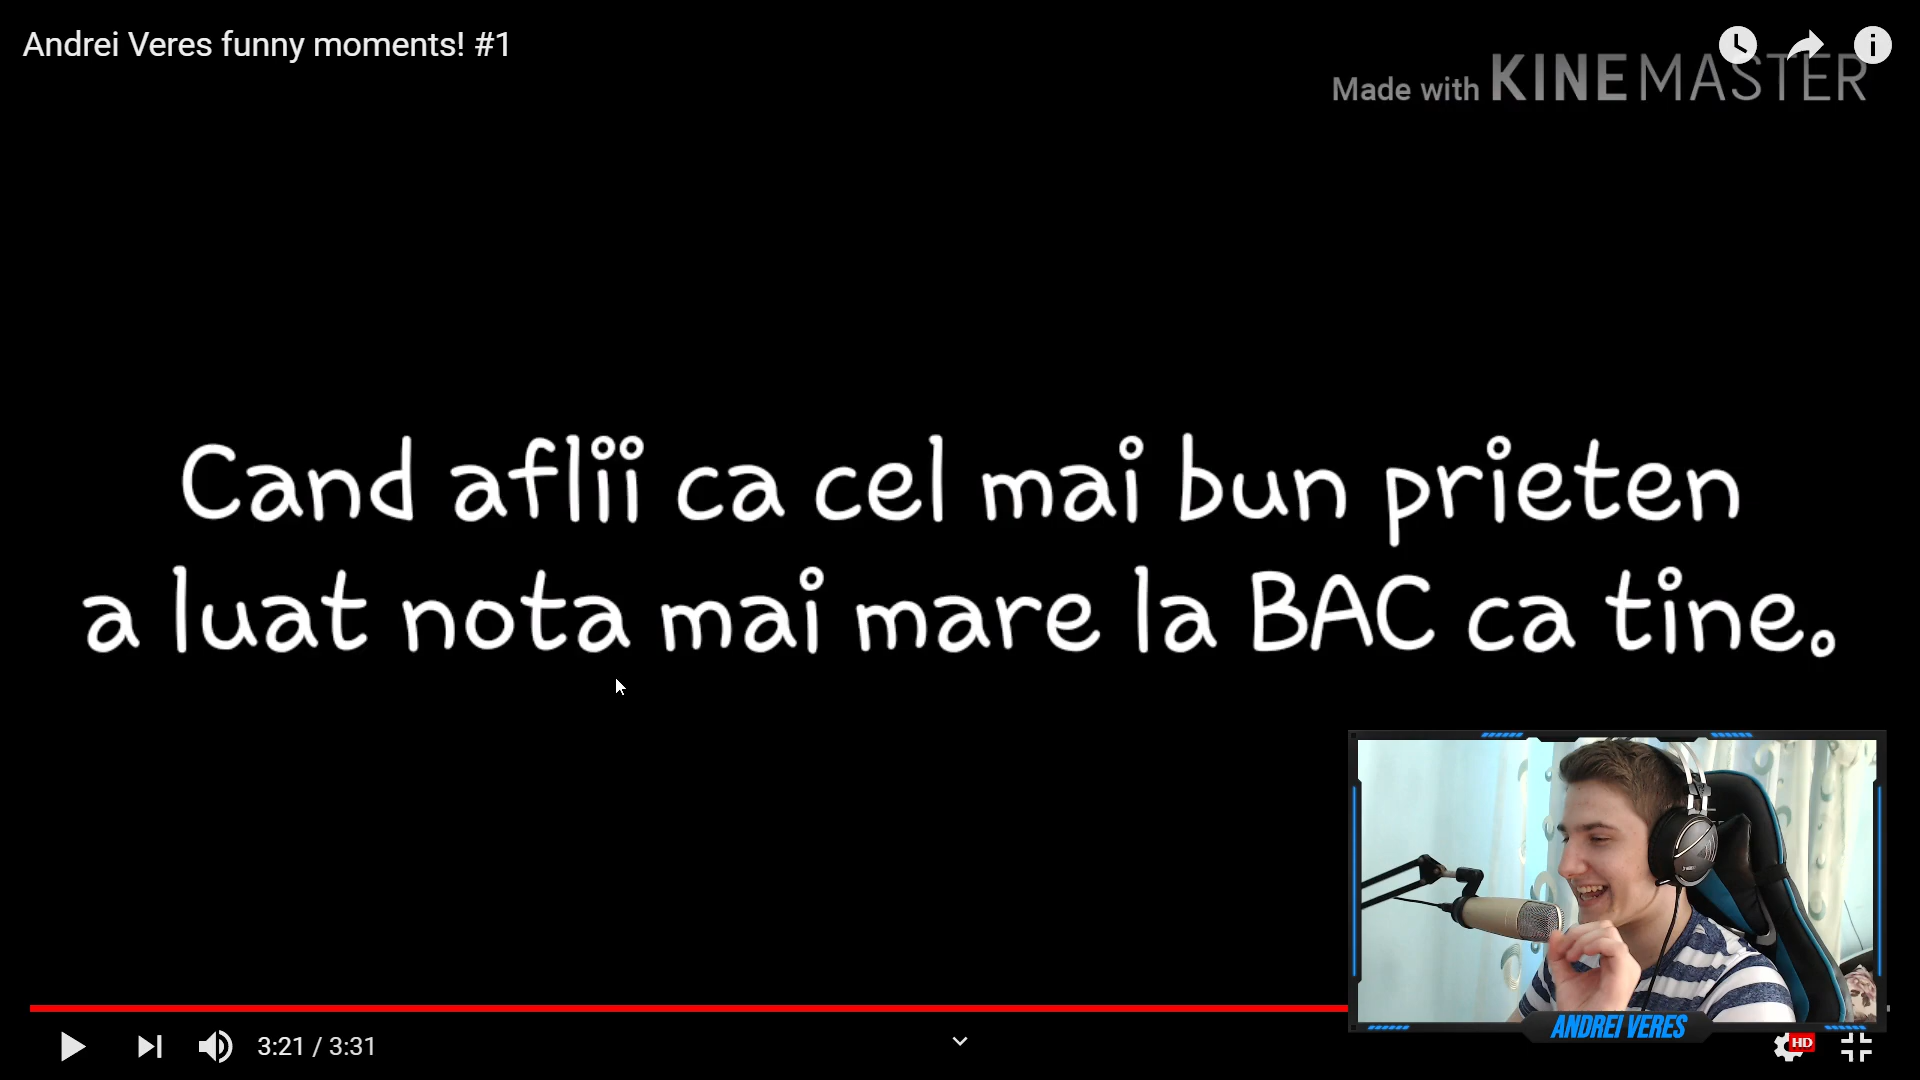 Andrei Veres funny moments! #1
Made with KINEMASTER
Cand aflii ca cel mai bun prieten
a luat nota mai mare la BAC ca tine.
ANDREI VERES
3:21 / 3:31
HD